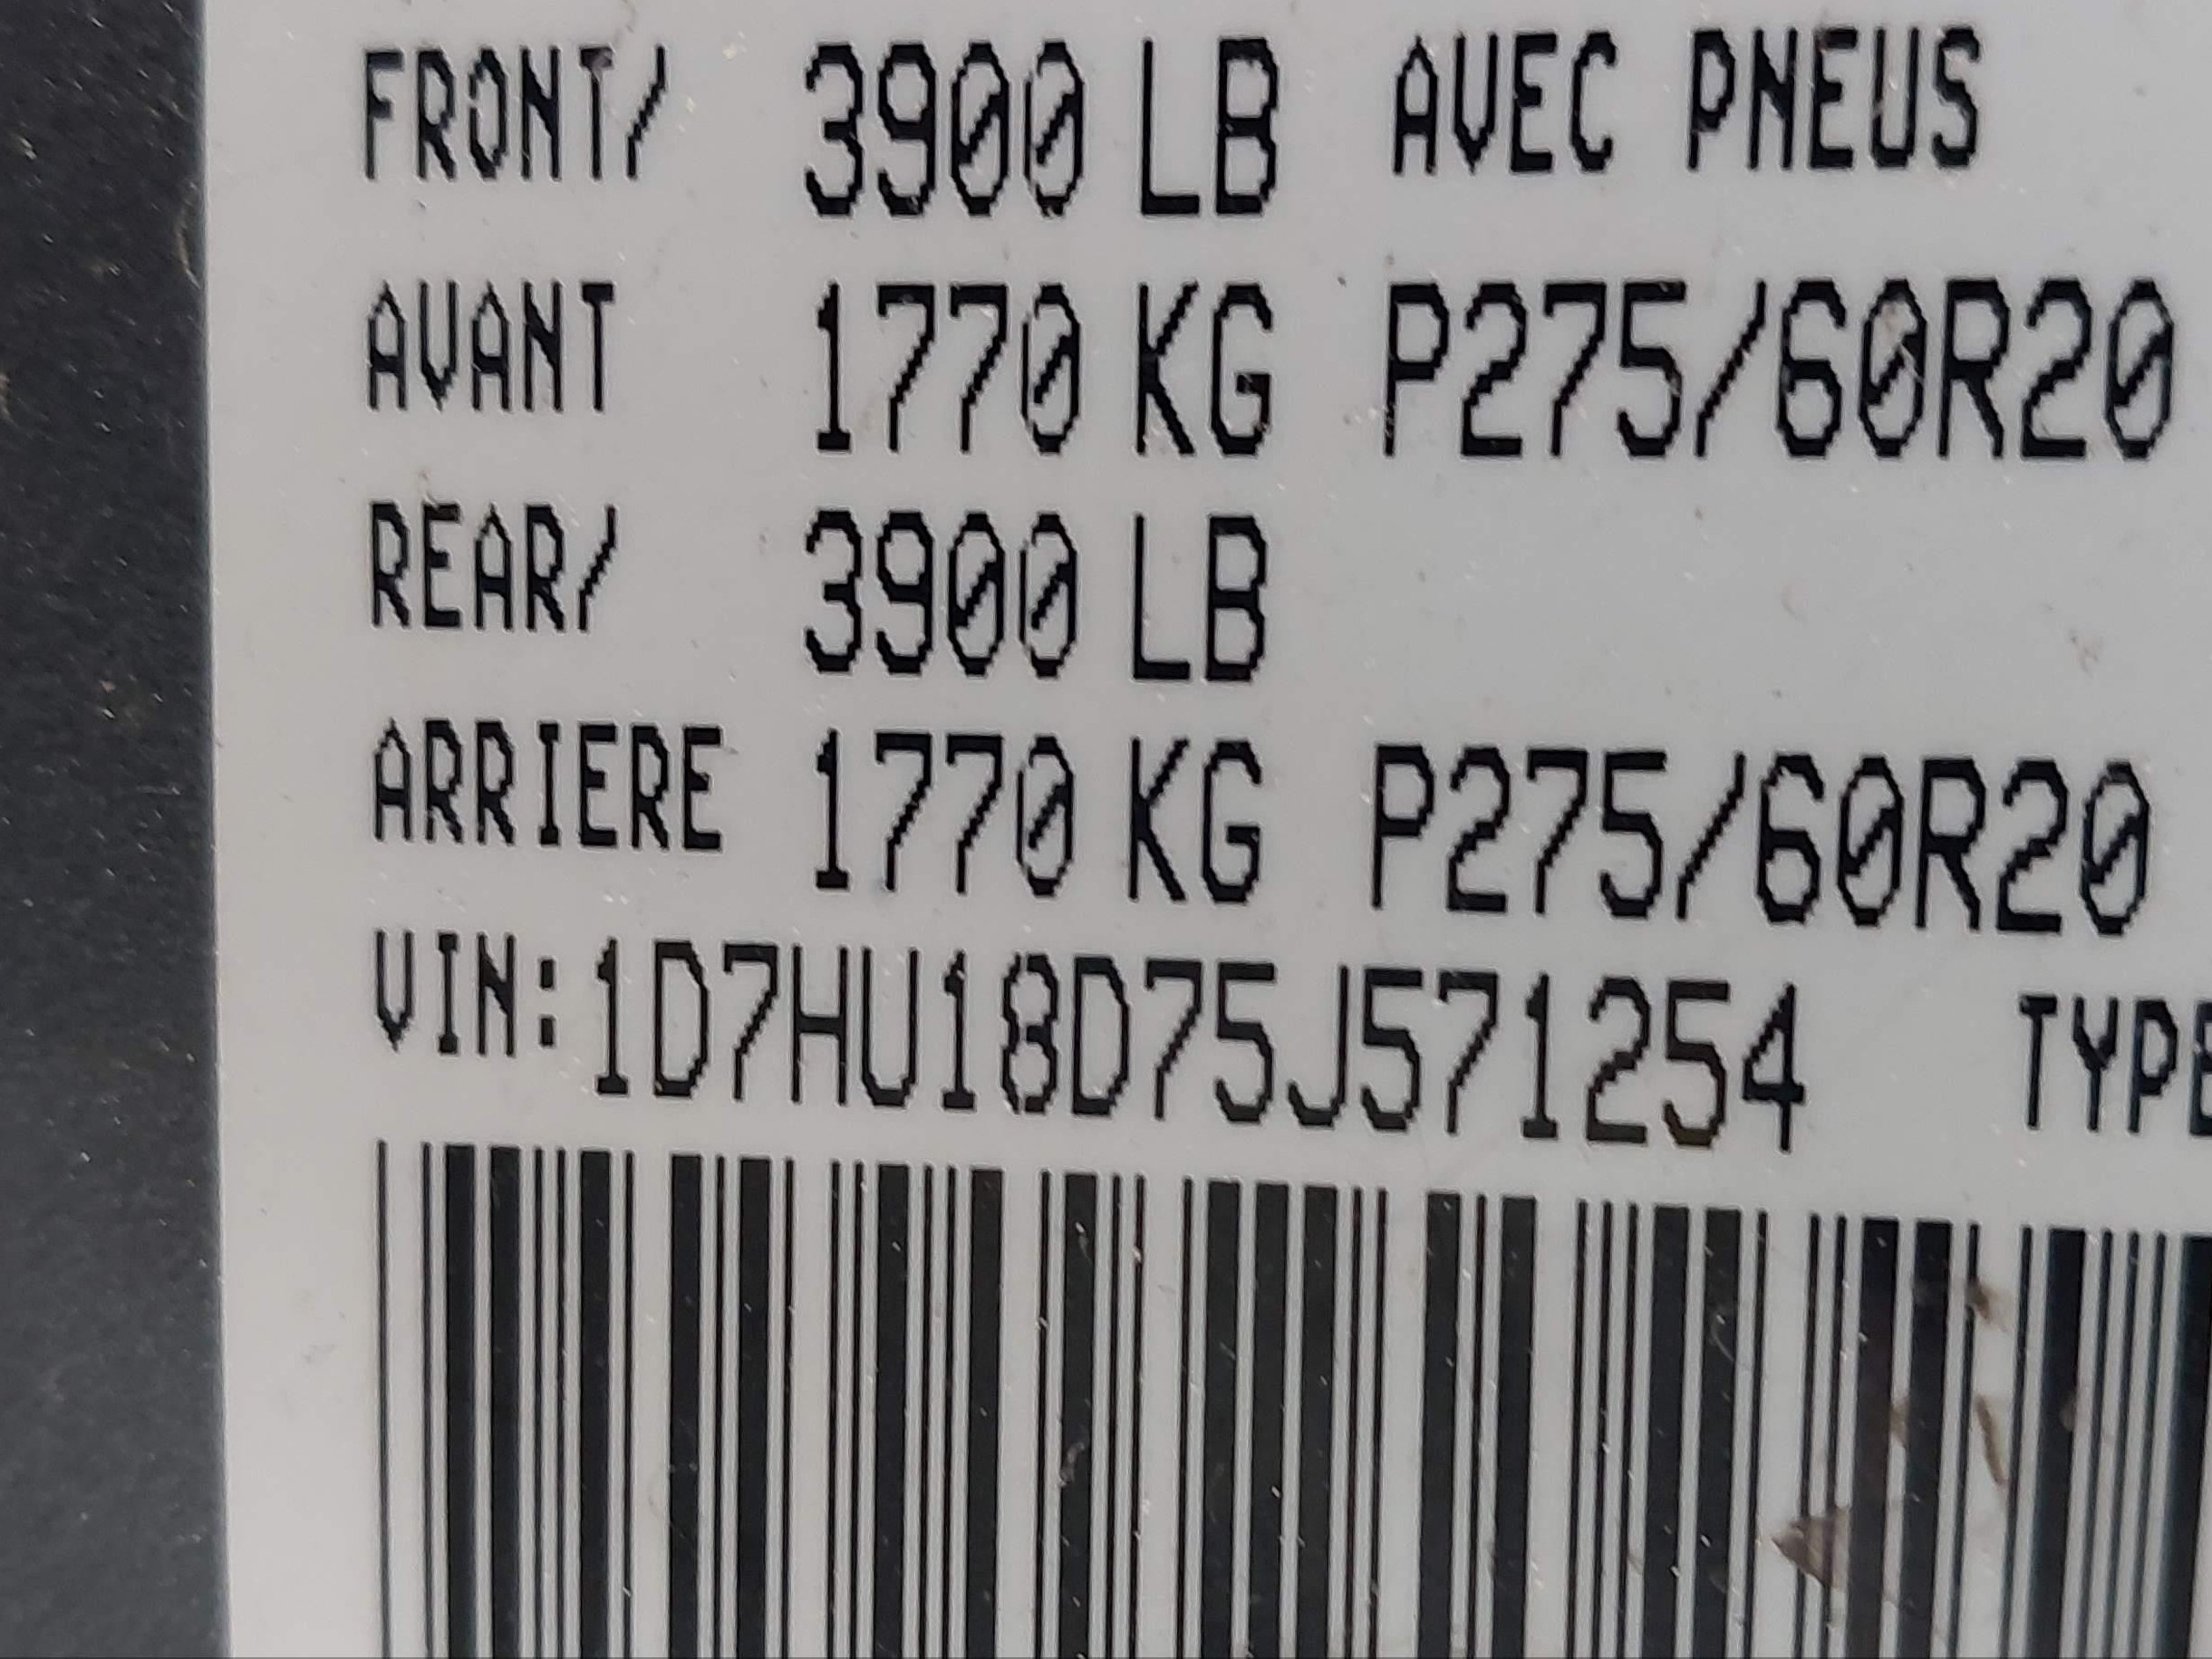 FRONT/ 3900 LB AVEC PNEUS
AVANT 1770 KG P275/60R20
REAR/ 3900 LB
ARRIERE 1770 KG P275/60R20
VIN: 1D7HU18D75J571254 TYPE